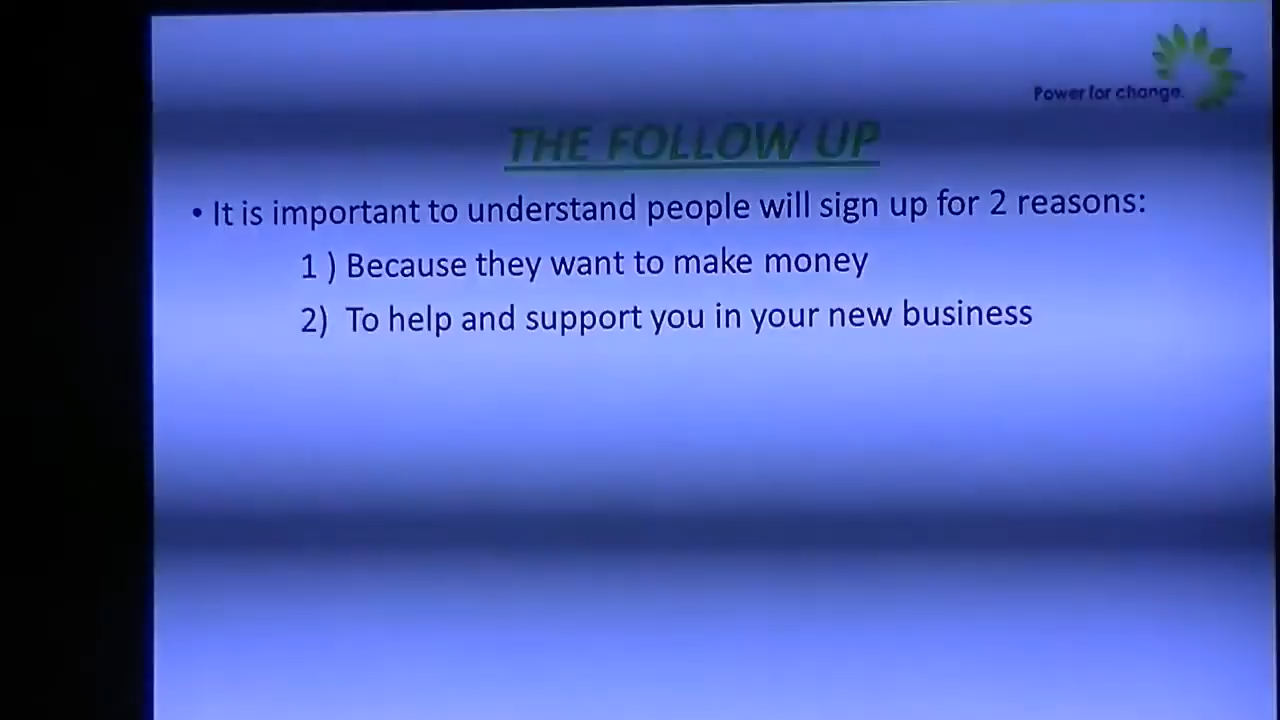 Power for change.
THE FOLLOW UP
• It is important to understand people will sign up for 2 reasons:
1 ) Because they want to make money
2) To help and support you in your new business